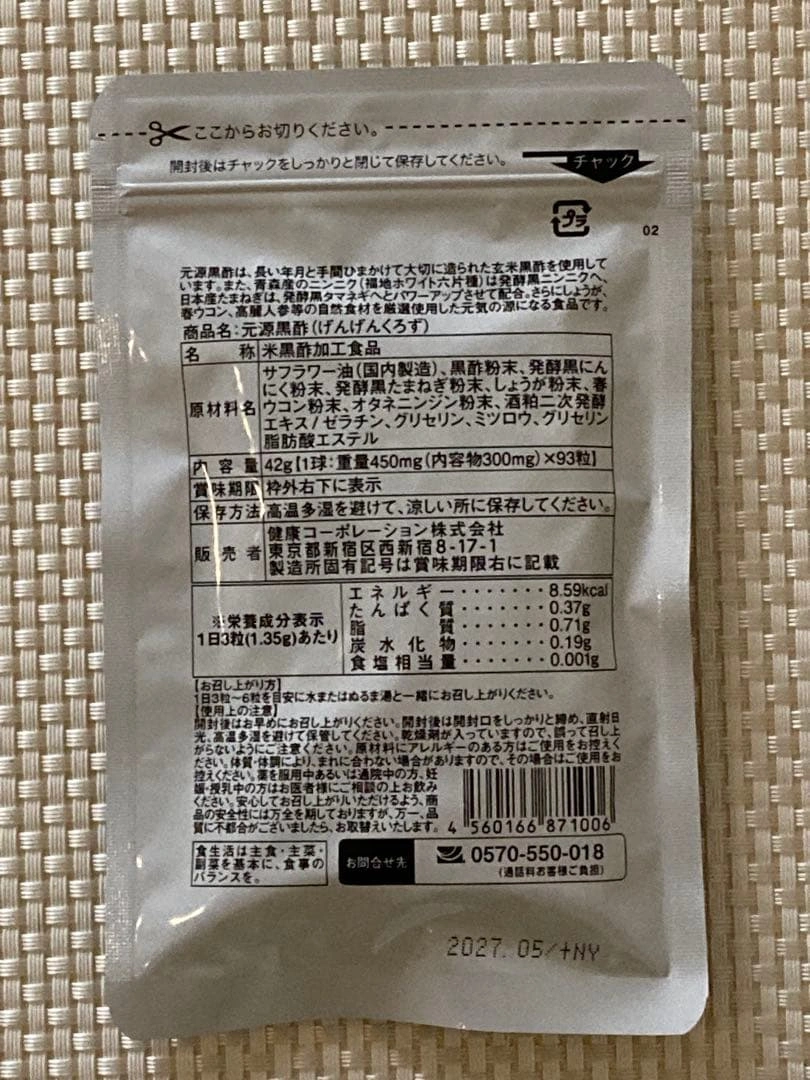 ここからお切りください。
開封後はチャックをしっかりと閉じて保存してください。
チャック
プラ
02
元源黒酢は、長い年月と手間ひまかけて大切に造られた玄米黒酢を使用して
います。また、青森産のニンニク(福地ホワイト六片種)は発酵黒ニンニクへ、
日本産たまねぎは、発酵黒タマネギへとパワーアップさせて配合。さらにしょうが、
春ウコン、高麗人参等の自然食材を厳選使用した元気の源になる食品です。
商品名:元源黒酢(げんげんくろず)
名 称 米黒酢加工食品
原材料名 サフラワー油(国内製造)、黒酢粉末、発酵黒にん
にく粉末、発酵黒たまねぎ粉末、しょうが粉末、春
ウコン粉末、オタネニンジン粉末、酒粕二次発酵
エキス/ゼラチン、グリセリン、ミツロウ、グリセリン
脂肪酸エステル
内 容 量 42g【1球:重量450mg(内容物300mg)×93粒】
賞味期限 枠外右下に表示
保存方法 高温多湿を避けて、涼しい所に保存してください。
販 売 者 健康コーポレーション株式会社
東京都新宿区西新宿8-17-1
製造所固有記号は賞味期限右に記載
※栄養成分表示
1日3粒(1.35g)あたり
エネルギー・・・・・・・8.59kcal
たんぱく質・・・・・・・0.37g
脂 質・・・・・・・0.71g
炭水化物・・・・・・・0.19g
食塩相当量・・・・・・・0.001g
【お召し上がり方】
1日3粒~6粒を目安に水またはぬるま湯と一緒にお召し上がりください。
【使用上の注意】
開封後はお早めにお召し上がりください。開封後は開封口をしっかりと締め、直射日
光、高温多湿を避けて保管してください。乾燥剤が入っていますので、誤って召し上
がらないようにご注意ください。原材料にアレルギーのある方はご使用をお控えく
ださい。体質・体調により、まれに合わない場合がありますので、その場合はご使用をお
控えください。薬を服用中あるいは通院中の方、妊
娠・授乳中の方はお医者様にご相談の上お飲み
ください。安心してお召し上がりいただけるよう、商
品の安全性には万全を期しておりますが、万一、品
質に不都合がございましたら、お取替えいたします。
4 560166 871006
食生活は主食・主菜・
副菜を基本に、食事の
バランスを。
お問合せ先
0570-550-018
(通話料お客様ご負担)
2027.05/+NY